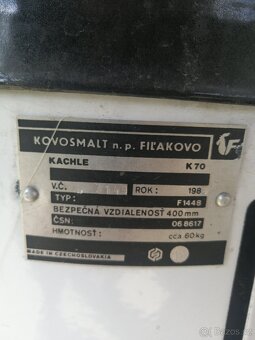 KOVOSMALT n.p. FIĽAKOVO
KACHLE K 70
V.Č. ROK: 198
TYP: F1448
BEZPEČNÁ VZDIALENOSŤ 400mm
ČSN: 06 8617
HMOTNOSŤ: cca 60kg
MADE IN CZECHOSLOVAKIA